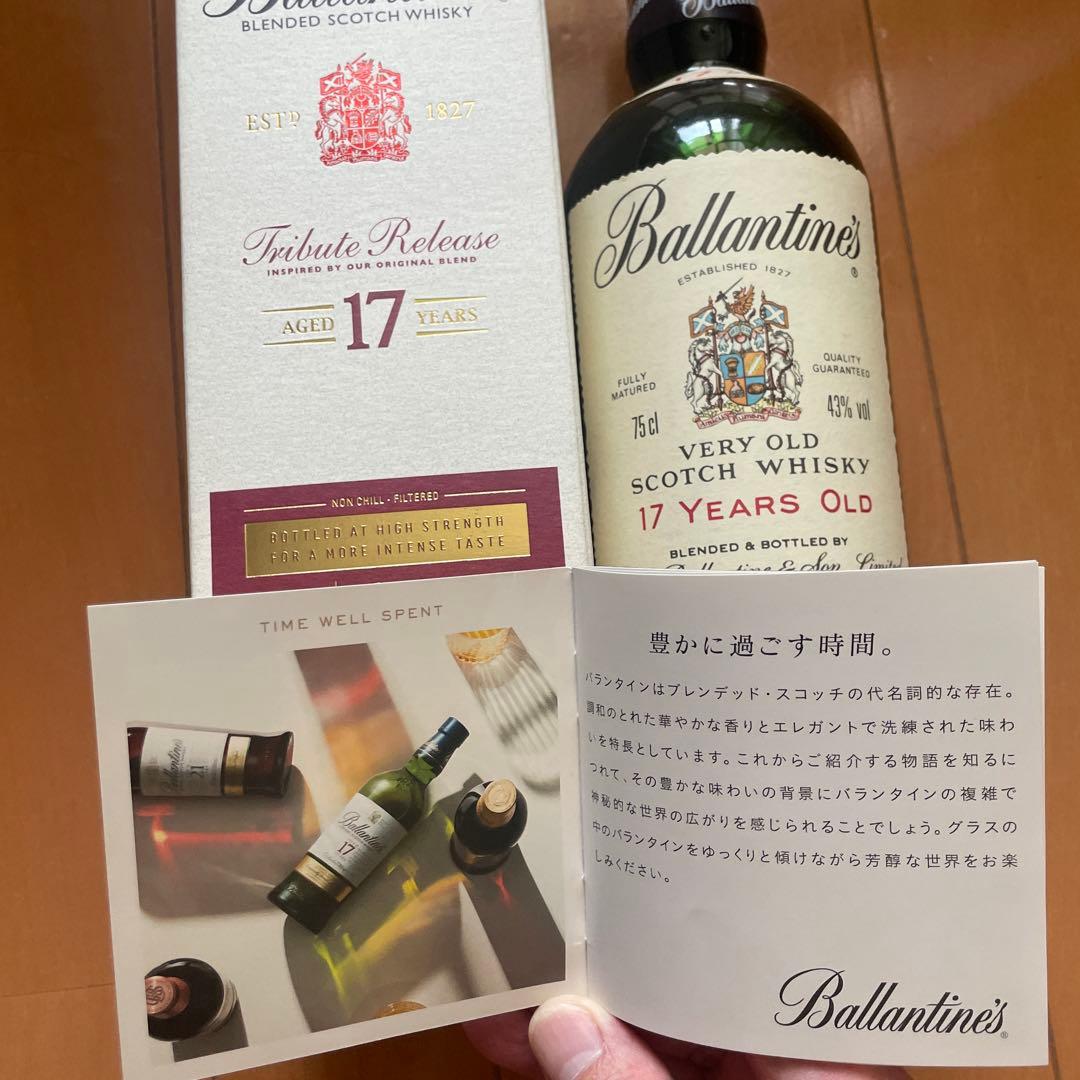 BLENDED SCOTCH WHISKY
ESTD 1827
Tribute Release
INSPIRED BY OUR ORIGINAL BLEND
AGED 17 YEARS
NON CHILL-FILTERED
BOTTLED AT HIGH STRENGTH
FOR A MORE INTENSE TASTE
Ballantine's
ESTABLISHED 1827
FULLY
MATURED
QUALITY
GUARANTEED
75 cl
43% vol
VERY OLD
SCOTCH WHISKY
17 YEARS OLD
BLENDED & BOTTLED BY
Ballantine & Son, Limited
TIME WELL SPENT
Ballantine's
21
Ballantine's
17
豊かに過ごす時間。
バランタインはブレンデッド・スコッチの代名詞的な存在。
調和のとれた華やかな香りとエレガントで洗練された味わ
いを特長としています。これからご紹介する物語を知るに
つれて、その豊かな味わいの背景にバランタインの複雑で
神秘的な世界の広がりを感じられることでしょう。グラスの
中のバランタインをゆっくりと傾けながら芳醇な世界をお楽
しみください。
Ballantine's